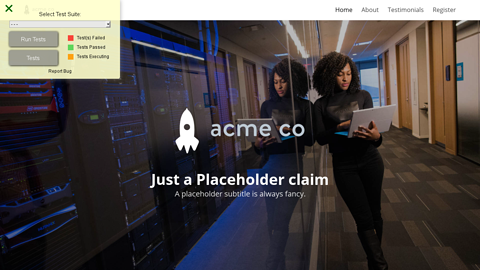 Home About Testimonials Register
Select Test Suite:
---
Run Tests
Tests
Test(s) Failed
Tests Passed
Tests Executing
Report Bug
acme co
Just a Placeholder claim
A placeholder subtitle is always fancy.